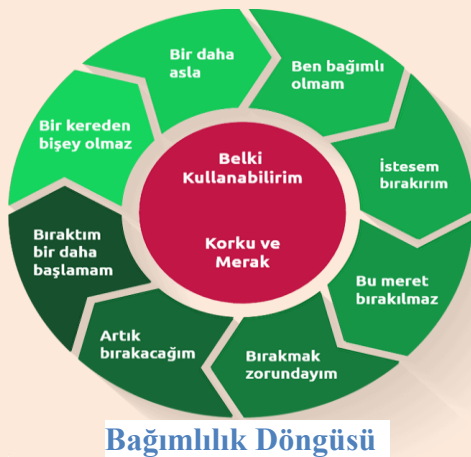 Bir daha
asla
Ben bağımlı
olmam
İstesem
bırakırım
Bu meret
bırakılmaz
Bırakmak
zorundayım
Artık
bırakacağım
Bıraktım
bir daha
başlamam
Bir kereden
bişey olmaz
Belki
Kullanabilirim
Korku ve
Merak
Bağımlılık Döngüsü